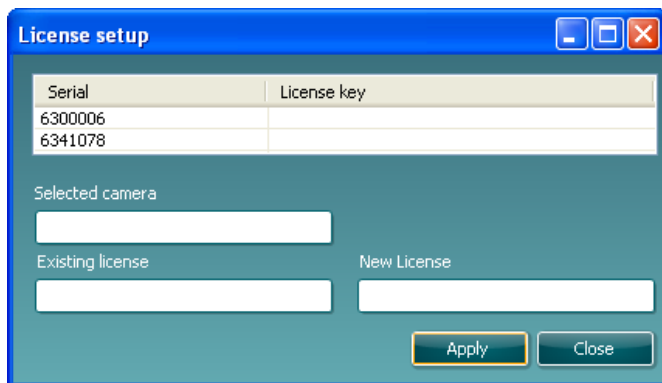 License setup
Serial License key
6300006
6341078
Selected camera
Existing license New License
Apply Close